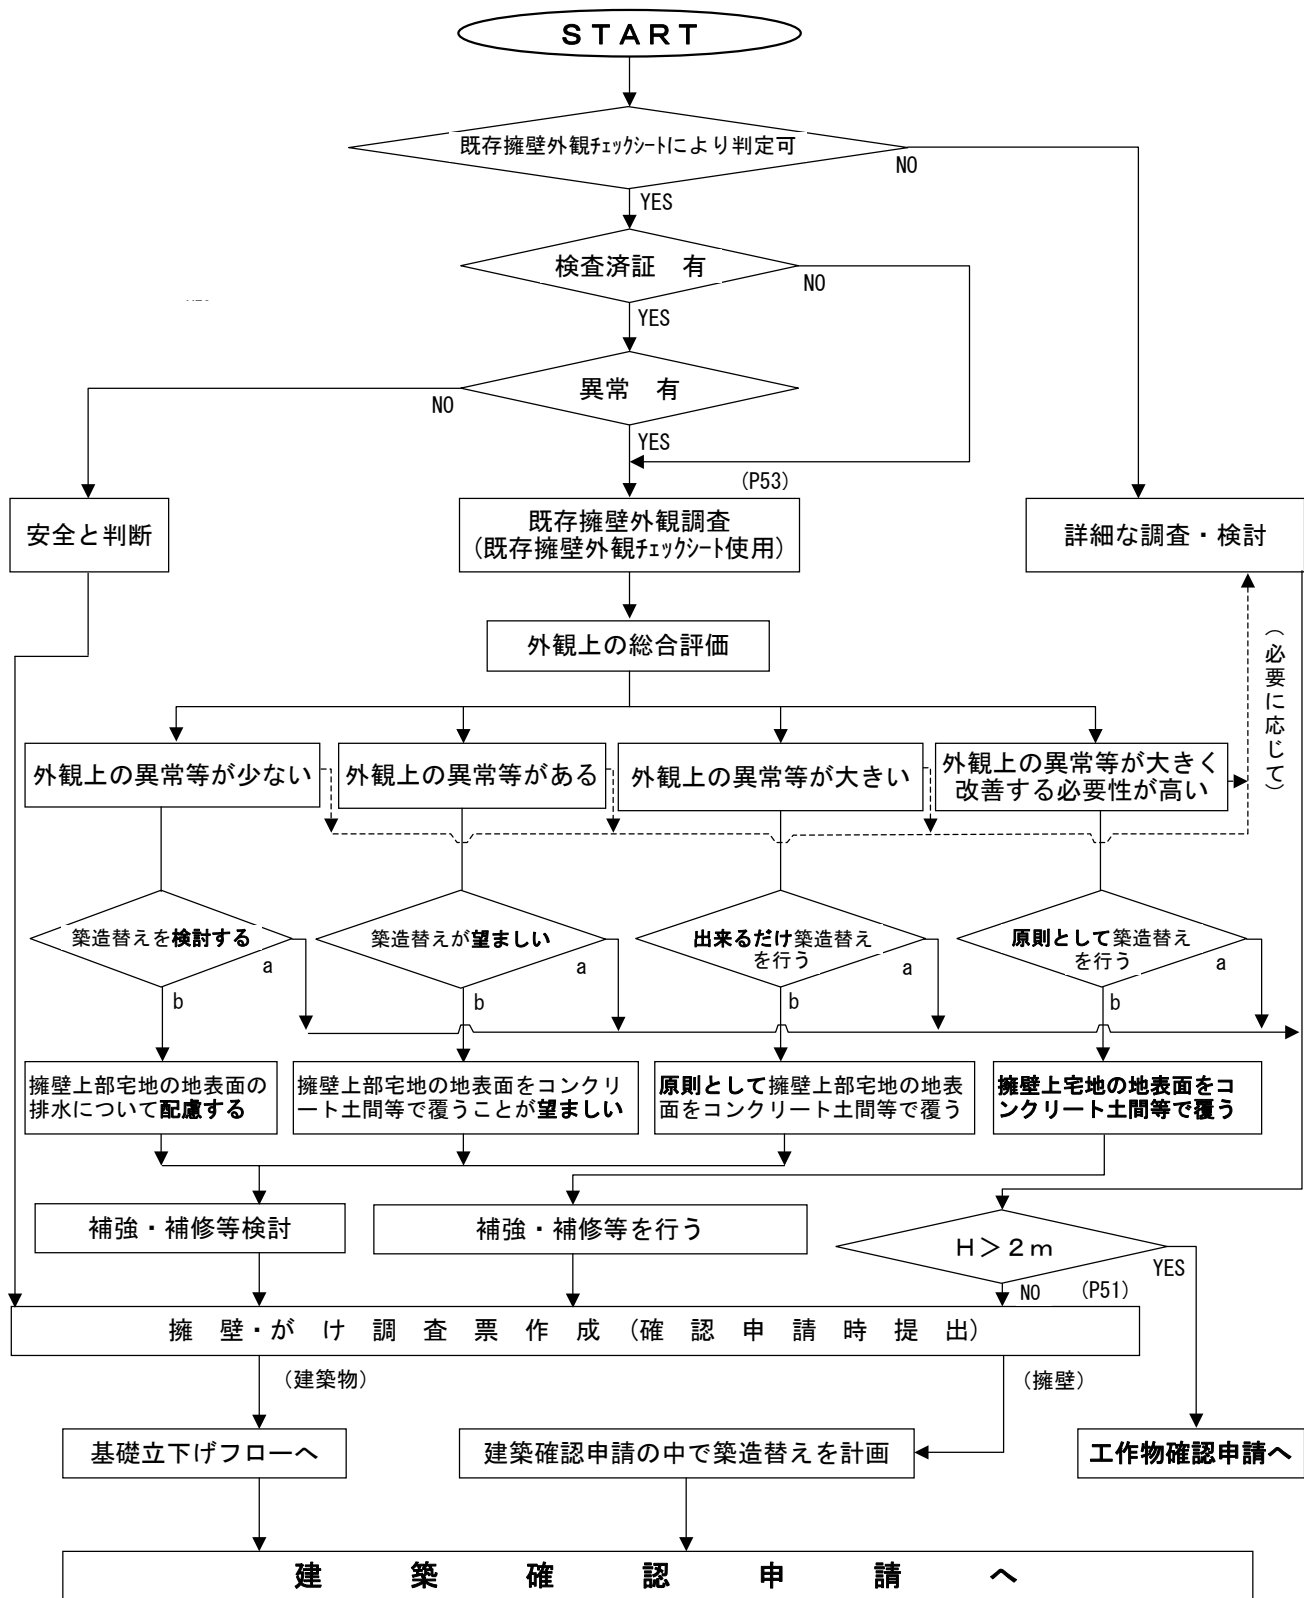 START
既存擁壁外観ﾁｪｯｸｼｰﾄにより判定可
NO
YES
検査済証　有
NO
YES
異常　有
NO
YES
(P53)
安全と判断
既存擁壁外観調査
(既存擁壁外観ﾁｪｯｸｼｰﾄ使用)
詳細な調査・検討
外観上の総合評価
（必要に応じて）
外観上の異常等が少ない
外観上の異常等がある
外観上の異常等が大きい
外観上の異常等が大きく
改善する必要性が高い
築造替えを検討する
a
b
築造替えが望ましい
a
b
出来るだけ築造替え
を行う
a
b
原則として築造替え
を行う
a
b
擁壁上部宅地の地表面の
排水について配慮する
擁壁上部宅地の地表面をコンクリ
ート土間等で覆うことが望ましい
原則として擁壁上部宅地の地表
面をコンクリート土間等で覆う
擁壁上宅地の地表面をコ
ンクリート土間等で覆う
補強・補修等検討
補強・補修等を行う
H＞2m
YES
NO
(P51)
擁壁・がけ調査票作成(確認申請時提出)
(建築物)
(擁壁)
基礎立下げフローへ
建築確認申請の中で築造替えを計画
工作物確認申請へ
建築確認申請へ